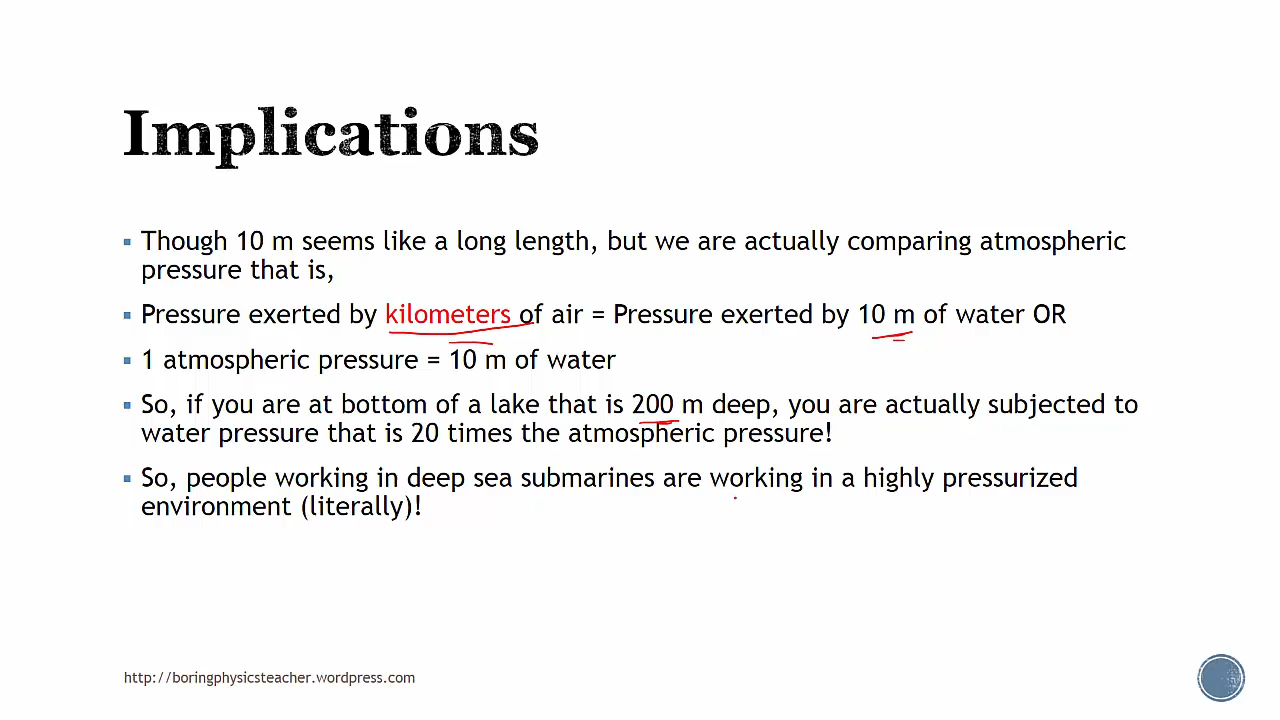 Implications
Though 10 m seems like a long length, but we are actually comparing atmospheric
pressure that is,
Pressure exerted by kilometers of air = Pressure exerted by 10 m of water OR
1 atmospheric pressure = 10 m of water
So, if you are at bottom of a lake that is 200 m deep, you are actually subjected to
water pressure that is 20 times the atmospheric pressure!
So, people working in deep sea submarines are working in a highly pressurized
environment (literally)!
http://boringphysicsteacher.wordpress.com